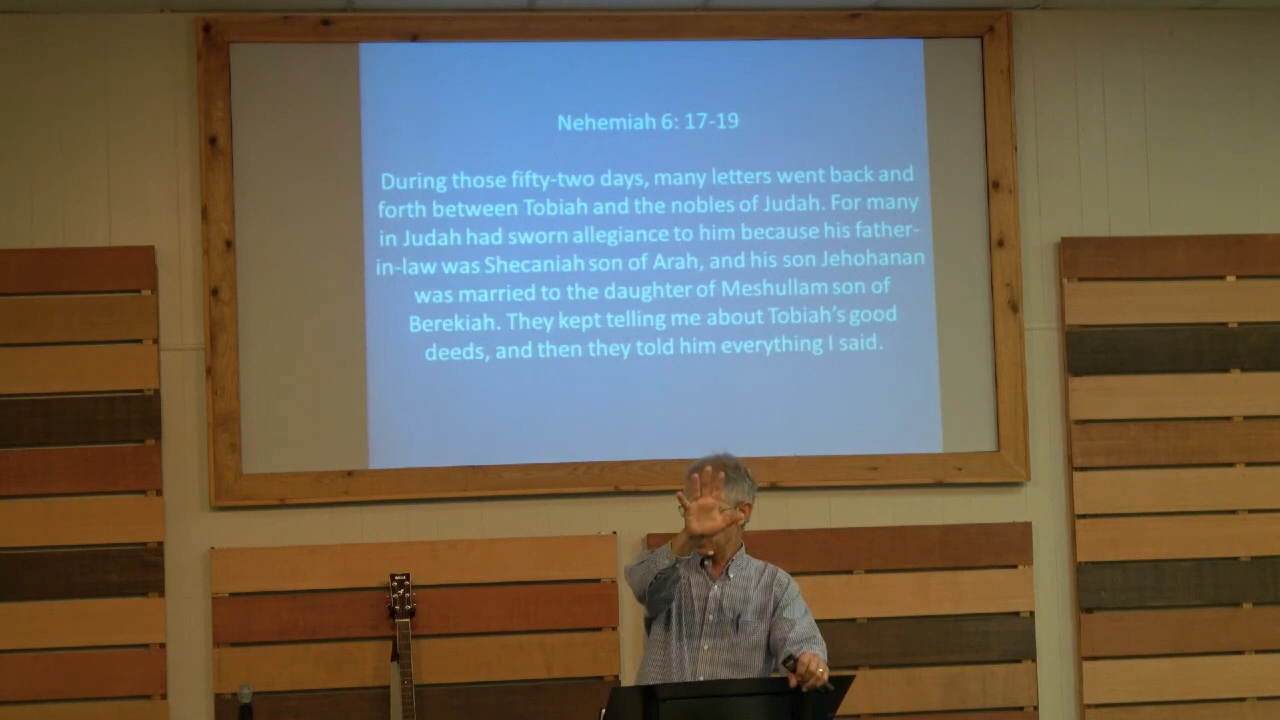 Nehemiah 6: 17-19
During those fifty-two days, many letters went back and
forth between Tobiah and the nobles of Judah. For many
in Judah had sworn allegiance to him because his father-
in-law was Shecaniah son of Arah, and his son Jehohanan
was married to the daughter of Meshullam son of
Berekiah. They kept telling me about Tobiah's good
deeds, and then they told him everything I said.